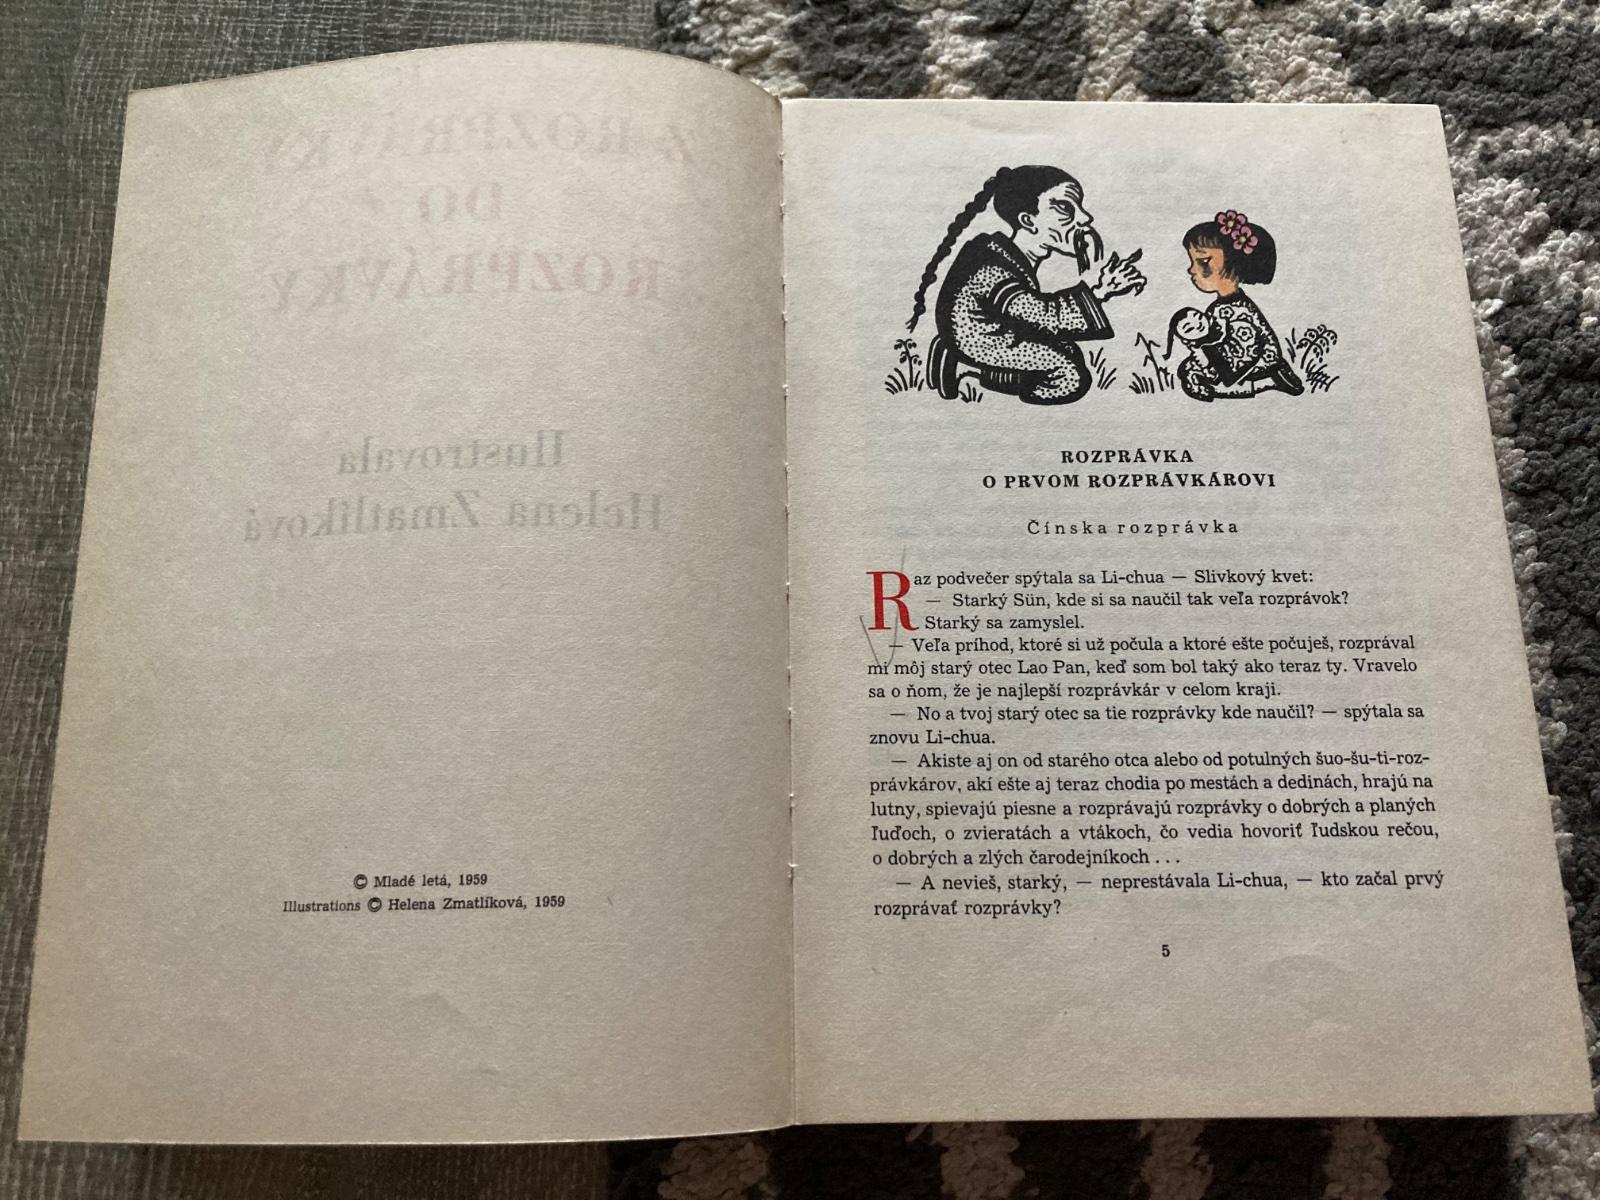 Z ROZPRÁVKY
DO
ROZPRÁVKY
Ilustrovala
Helena Zmatlíková
© Mladé letá, 1959
Illustrations © Helena Zmatlíková, 1959
ROZPRÁVKA
O PRVOM ROZPRÁVKÁROVI
Čínska rozprávka
Raz podvečer spýtala sa Li-chua — Slivkový kvet:
— Starký Sün, kde si sa naučil tak veľa rozprávok?
Starký sa zamyslel.
— Veľa príhod, ktoré si už počula a ktoré ešte počuješ, rozprával
mi môj starý otec Lao Pan, keď som bol taký ako teraz ty. Vravelo
sa o ňom, že je najlepší rozprávkár v celom kraji.
— No a tvoj starý otec sa tie rozprávky kde naučil? — spýtala sa
znovu Li-chua.
— Akiste aj on od starého otca alebo od potulných šuo-šu-ti-roz-
právkárov, akí ešte aj teraz chodia po mestách a dedinách, hrajú na
lutny, spievajú piesne a rozprávajú rozprávky o dobrých a planých
ľuďoch, o zvieratách a vtákoch, čo vedia hovoriť ľudskou rečou,
o dobrých a zlých čarodejníkoch . . .
— A nevieš, starký, — neprestávala Li-chua, — kto začal prvý
rozprávať rozprávky?
5